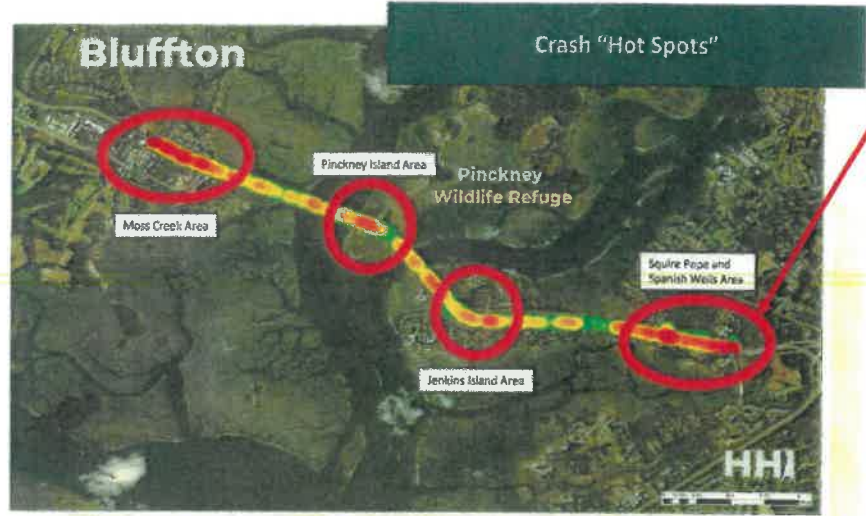 Bluffton
Crash "Hot Spots"
Pinckney Island Area
Pinckney
Wildlife Refuge
Moss Creek Area
Squire Pope and
Spanish Wells Area
Jenkins Island Area
HHI